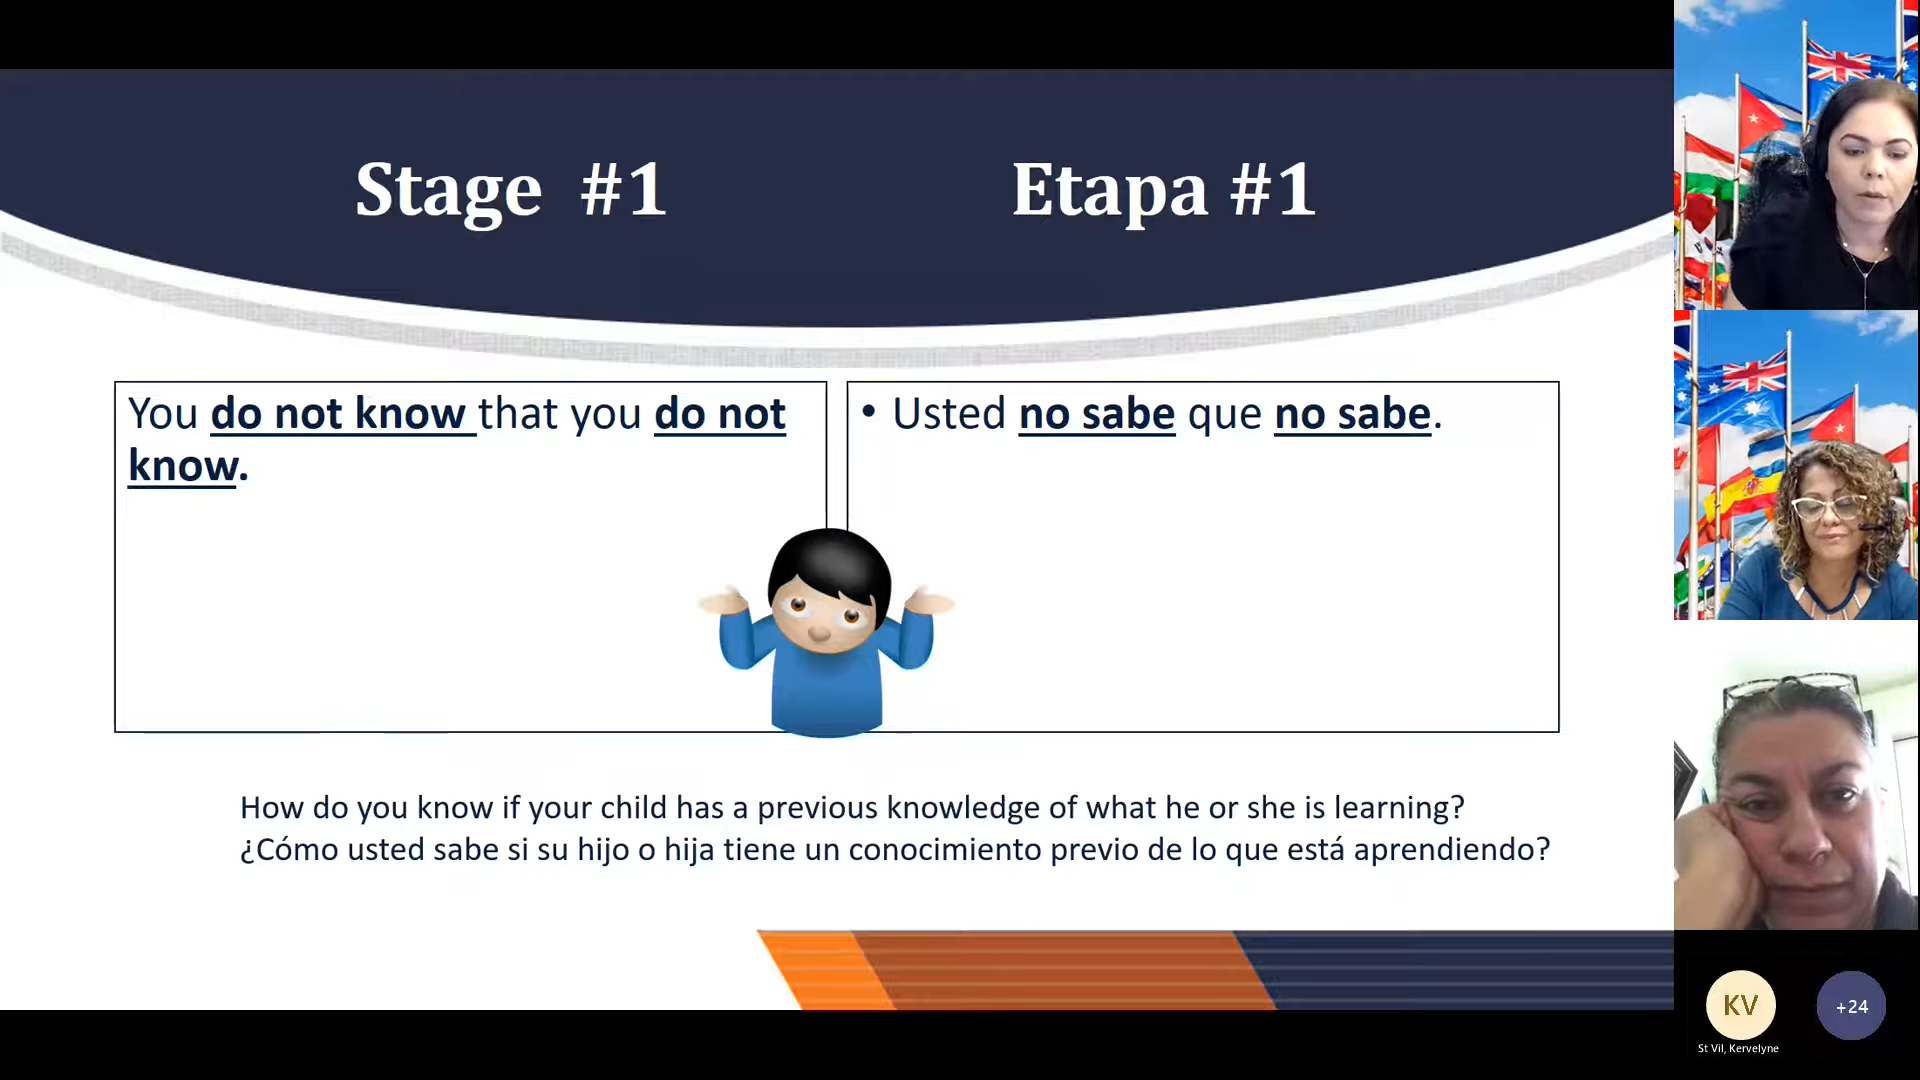 Stage #1
Etapa #1
You do not know that you do not
know.
• Usted no sabe que no sabe.
How do you know if your child has a previous knowledge of what he or she is learning?
¿Cómo usted sabe si su hijo o hija tiene un conocimiento previo de lo que está aprendiendo?
KV
+24
St Vil, Kervelyne